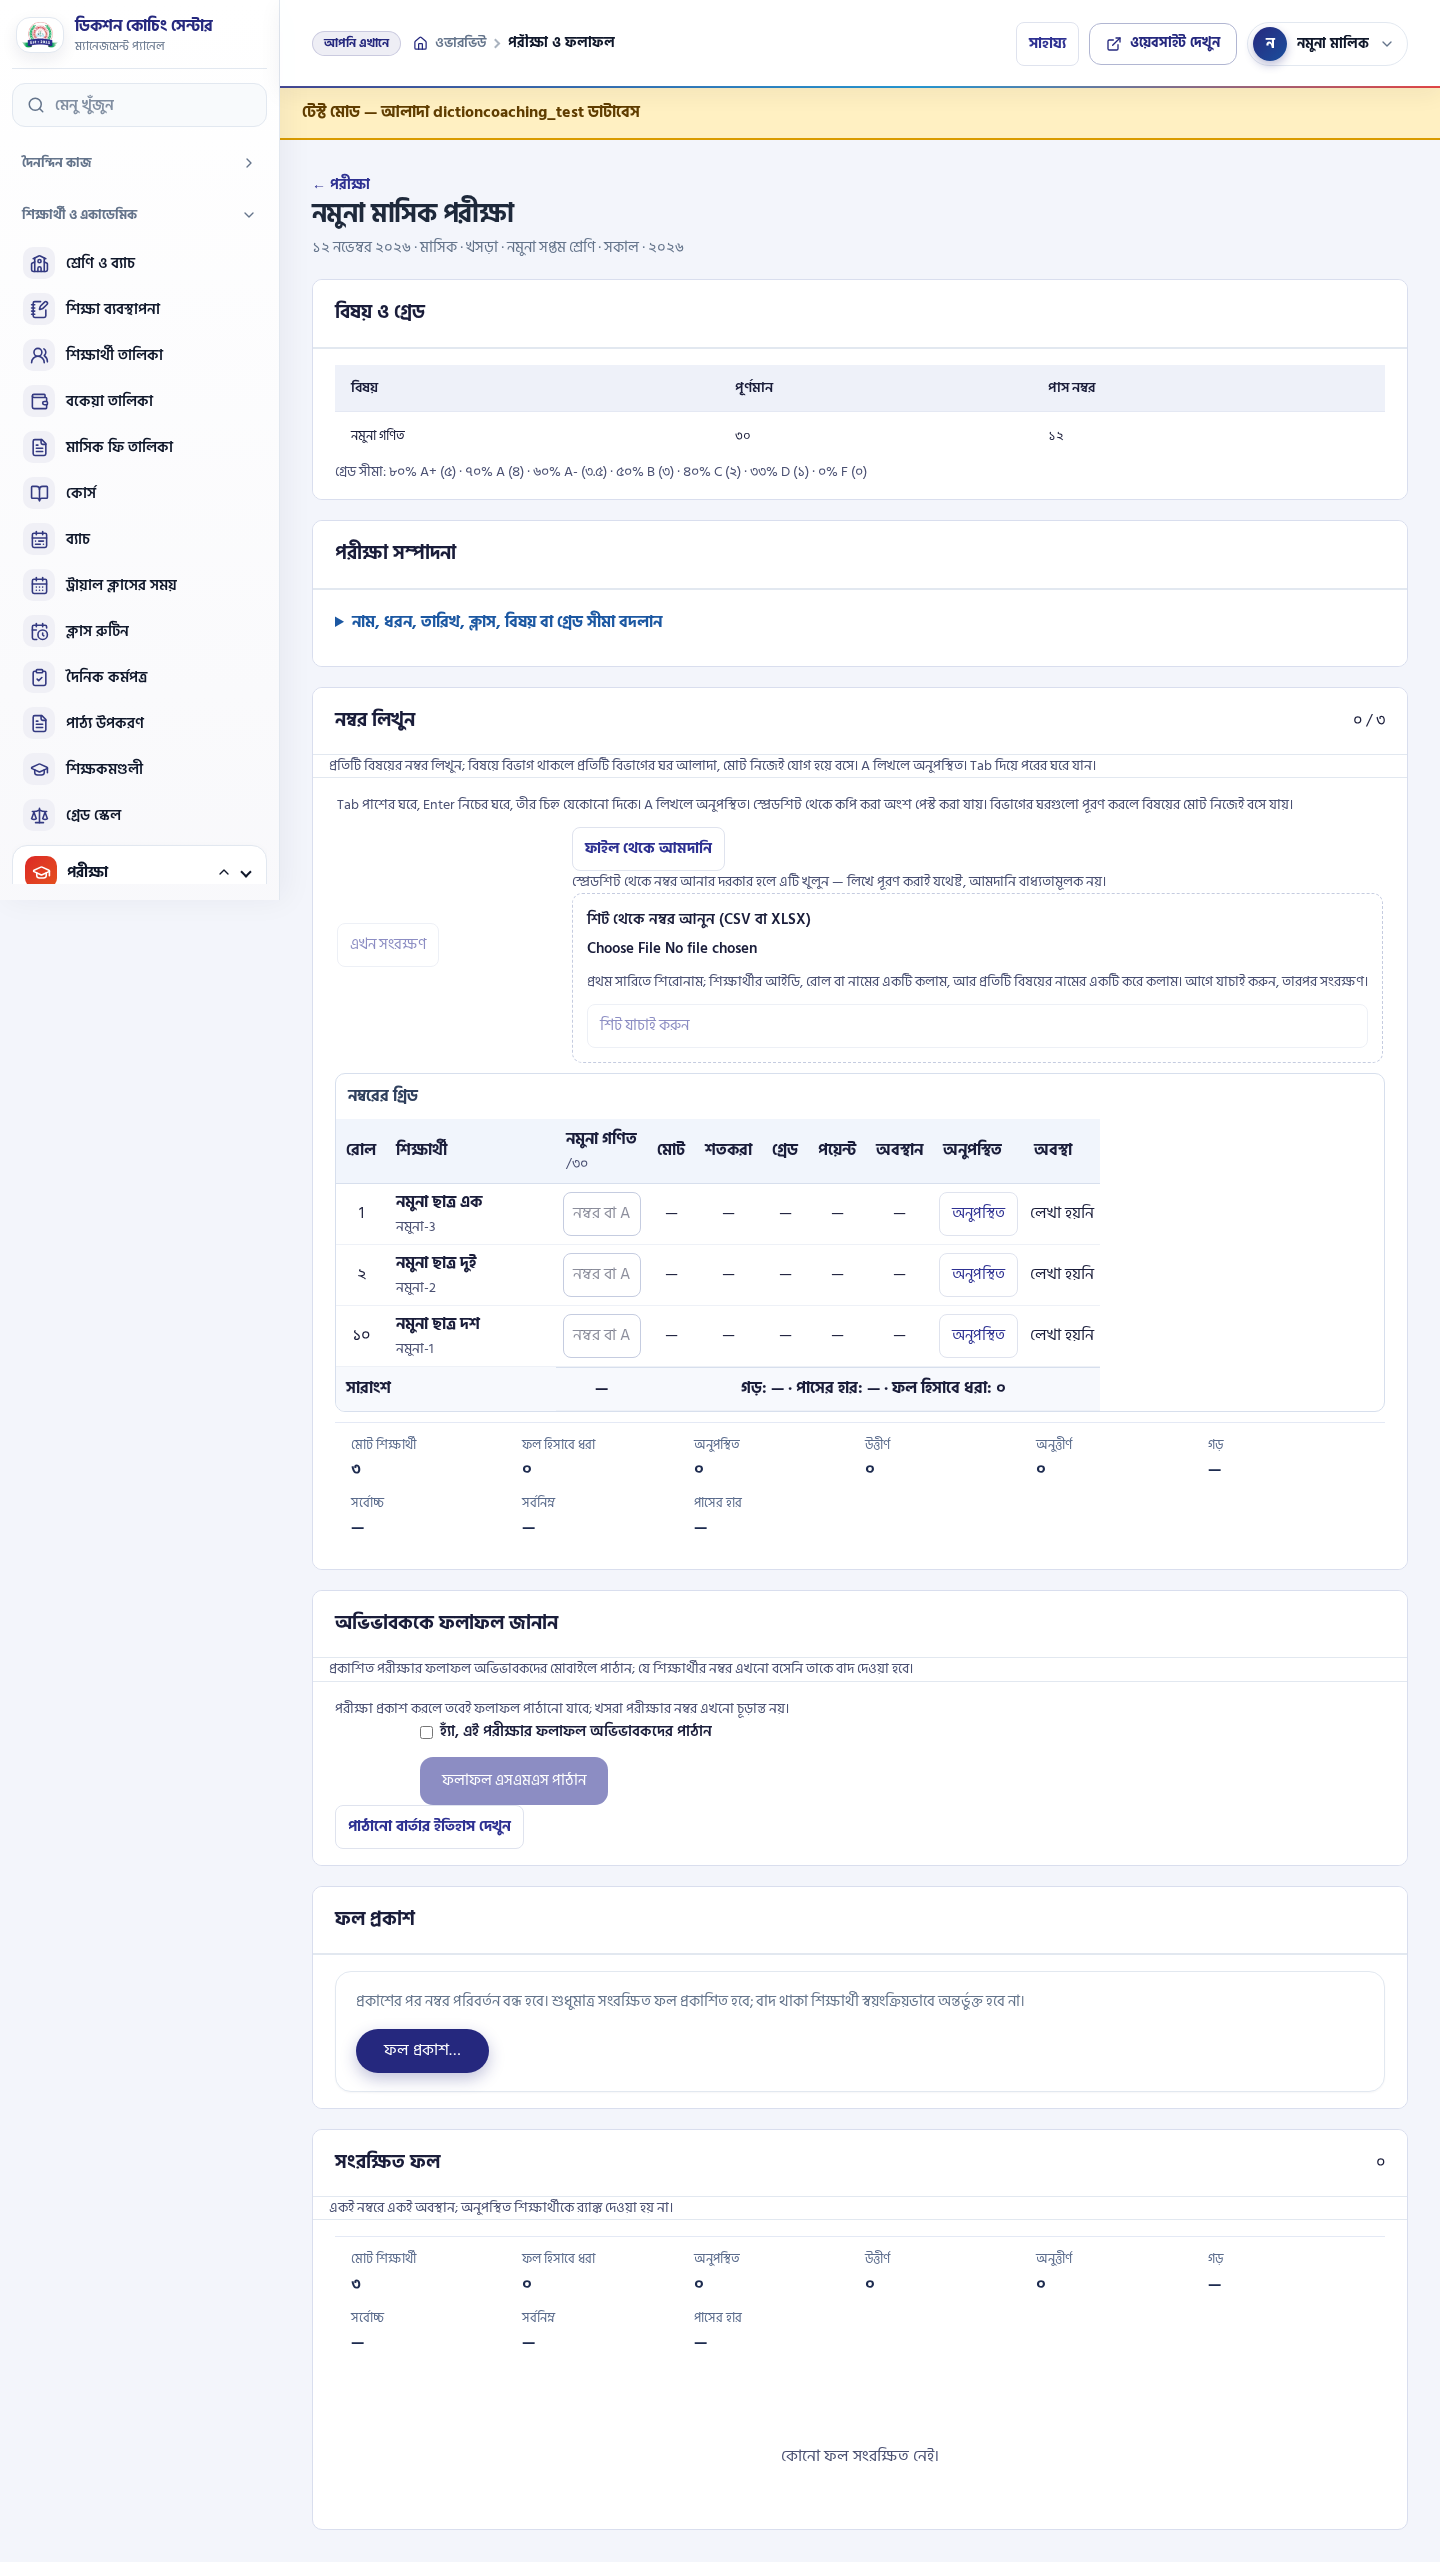 ডিকশন কোচিং সেন্টার
ম্যানেজমেন্ট প্যানেল
মেনু খুঁজুন
দৈনন্দিন কাজ
শিক্ষার্থী ও একাডেমিক
শ্রেণি ও ব্যাচ
শিক্ষা ব্যবস্থাপনা
শিক্ষার্থী তালিকা
বকেয়া তালিকা
মাসিক ফি তালিকা
কোর্স
ব্যাচ
ট্রায়াল ক্লাসের সময়
ক্লাস রুটিন
দৈনিক কর্মপত্র
পাঠ্য উপকরণ
শিক্ষকমণ্ডলী
গ্রেড স্কেল
পরীক্ষা
আপনি এখানে ওভারভিউ > পরীক্ষা ও ফলাফল
সাহায্য
ওয়েবসাইট দেখুন
ন নমুনা মালিক
টেস্ট মোড — আলাদা dictioncoaching_test ডাটাবেস
← পরীক্ষা
নমুনা মাসিক পরীক্ষা
১২ নভেম্বর ২০২৬ · মাসিক · খসড়া · নমুনা সপ্তম শ্রেণি · সকাল · ২০২৬
বিষয় ও গ্রেড
বিষয় পূর্ণমান পাস নম্বর
নমুনা গণিত ৩০ ১২
গ্রেড সীমা: ৮০% A+ (৫) · ৭০% A (৪) · ৬০% A- (৩.৫) · ৫০% B (৩) · ৪০% C (২) · ৩৩% D (১) · ০% F (০)
পরীক্ষা সম্পাদনা
▶ নাম, ধরন, তারিখ, ক্লাস, বিষয় বা গ্রেড সীমা বদলান
নম্বর লিখুন ০ / ৩
প্রতিটি বিষয়ের নম্বর লিখুন; বিষয়ে বিভাগ থাকলে প্রতিটি বিভাগের ঘর আলাদা, মোট নিজেই যোগ হয়ে বসে। A লিখলে অনুপস্থিত। Tab দিয়ে পরের ঘরে যান।
Tab পাশের ঘরে, Enter নিচের ঘরে, তীর চিহ্ন যেকোনো দিকে। A লিখলে অনুপস্থিত। স্প্রেডশিট থেকে কপি করা অংশ পেস্ট করা যায়। বিভাগের ঘরগুলো পূরণ করলে বিষয়ের মোট নিজেই বসে যায়।
ফাইল থেকে আমদানি
স্প্রেডশিট থেকে নম্বর আনার দরকার হলে এটি খুলুন — লিখে পূরণ করাই যথেষ্ট, আমদানি বাধ্যতামূলক নয়।
এখন সংরক্ষণ
শিট থেকে নম্বর আনুন (CSV বা XLSX)
Choose File No file chosen
প্রথম সারিতে শিরোনাম; শিক্ষার্থীর আইডি, রোল বা নামের একটি কলাম, আর প্রতিটি বিষয়ের নামের একটি করে কলাম। আগে যাচাই করুন, তারপর সংরক্ষণ।
শিট যাচাই করুন
নম্বরের গ্রিড
রোল শিক্ষার্থী নমুনা গণিত /৩০ মোট শতকরা গ্রেড পয়েন্ট অবস্থান অনুপস্থিত অবস্থা
1 নমুনা ছাত্র এক নমুনা-3 নম্বর বা A — — — — — অনুপস্থিত লেখা হয়নি
২ নমুনা ছাত্র দুই নমুনা-2 নম্বর বা A — — — — — অনুপস্থিত লেখা হয়নি
১০ নমুনা ছাত্র দশ নমুনা-1 নম্বর বা A — — — — — অনুপস্থিত লেখা হয়নি
সারাংশ — গড়: — · পাসের হার: — · ফল হিসাবে ধরা: ০
মোট শিক্ষার্থী ফল হিসাবে ধরা অনুপস্থিত উত্তীর্ণ অনুত্তীর্ণ গড়
৩ ০ ০ ০ ০ —
সর্বোচ্চ সর্বনিম্ন পাসের হার
— — —
অভিভাবককে ফলাফল জানান
প্রকাশিত পরীক্ষার ফলাফল অভিভাবকদের মোবাইলে পাঠান; যে শিক্ষার্থীর নম্বর এখনো বসেনি তাকে বাদ দেওয়া হবে।
পরীক্ষা প্রকাশ করলে তবেই ফলাফল পাঠানো যাবে; খসরা পরীক্ষার নম্বর এখনো চূড়ান্ত নয়।
হ্যাঁ, এই পরীক্ষার ফলাফল অভিভাবকদের পাঠান
ফলাফল এসএমএস পাঠান
পাঠানো বার্তার ইতিহাস দেখুন
ফল প্রকাশ
প্রকাশের পর নম্বর পরিবর্তন বন্ধ হবে। শুধুমাত্র সংরক্ষিত ফল প্রকাশিত হবে; বাদ থাকা শিক্ষার্থী স্বয়ংক্রিয়ভাবে অন্তর্ভুক্ত হবে না।
ফল প্রকাশ…
সংরক্ষিত ফল ০
একই নম্বরে একই অবস্থান; অনুপস্থিত শিক্ষার্থীকে র‍্যাঙ্ক দেওয়া হয় না।
মোট শিক্ষার্থী ফল হিসাবে ধরা অনুপস্থিত উত্তীর্ণ অনুত্তীর্ণ গড়
৩ ০ ০ ০ ০ —
সর্বোচ্চ সর্বনিম্ন পাসের হার
— — —
কোনো ফল সংরক্ষিত নেই।